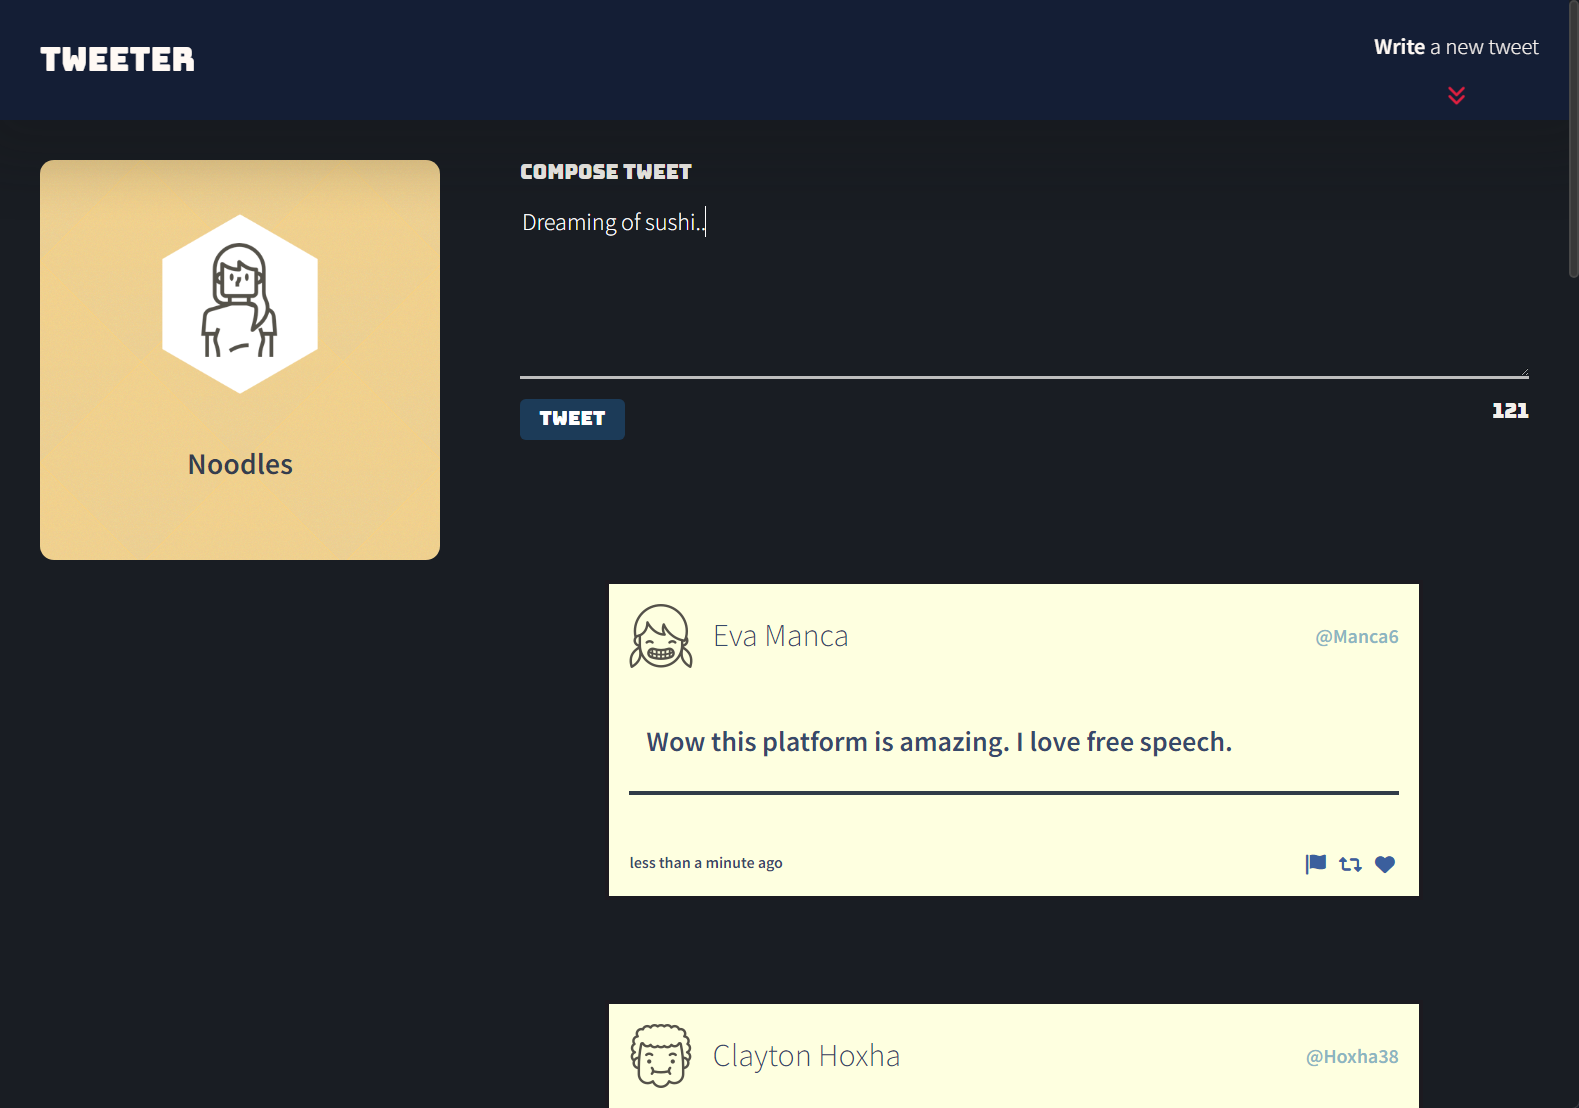 TWEETER
Write a new tweet
COMPOSE TWEET
Dreaming of sushi..
TWEET
121
Noodles
Eva Manca
@Manca6
Wow this platform is amazing. I love free speech.
less than a minute ago
Clayton Hoxha
@Hoxha38